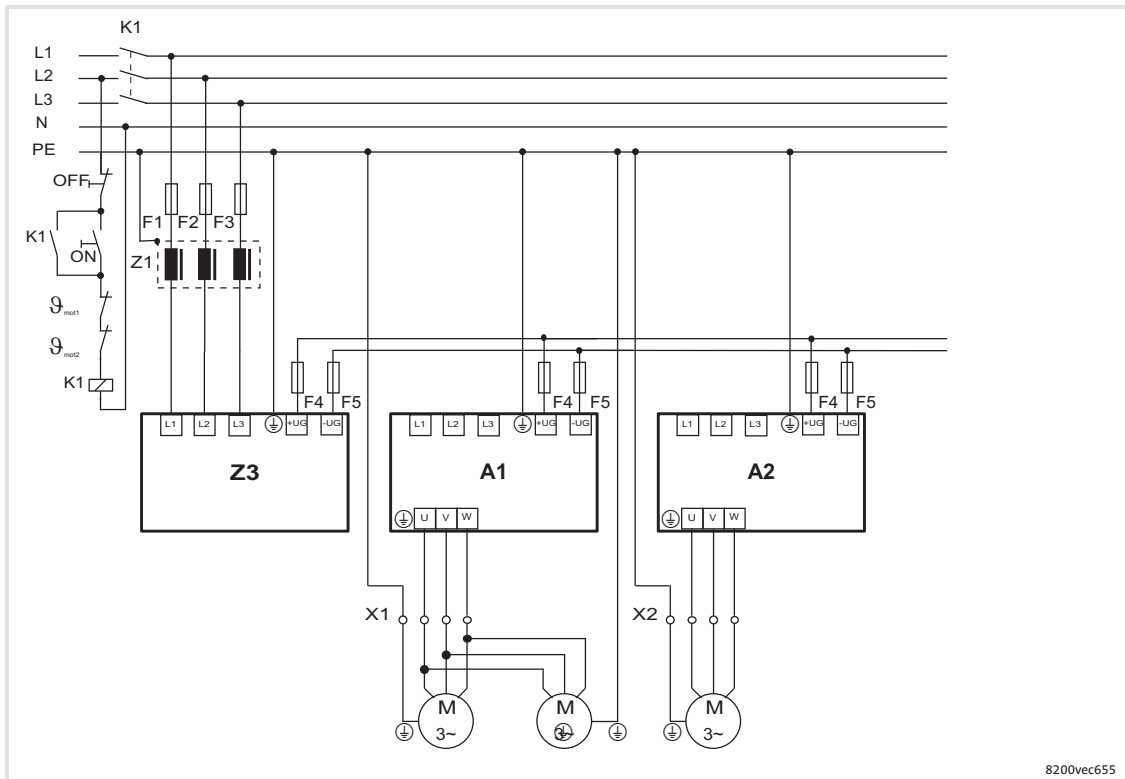 K1
L1
L2
L3
N
PE
OFF
F1 F2 F3
K1
ON
Z1
ϑmot1
ϑmot2
K1
F4 F5 F4 F5 F4 F5
L1 L2 L3 +UG -UG L1 L2 L3 +UG -UG L1 L2 L3 +UG -UG
Z3 A1 A2
U V W U V W
X1 X2
M M M
3~ 3~ 3~
8200vec655